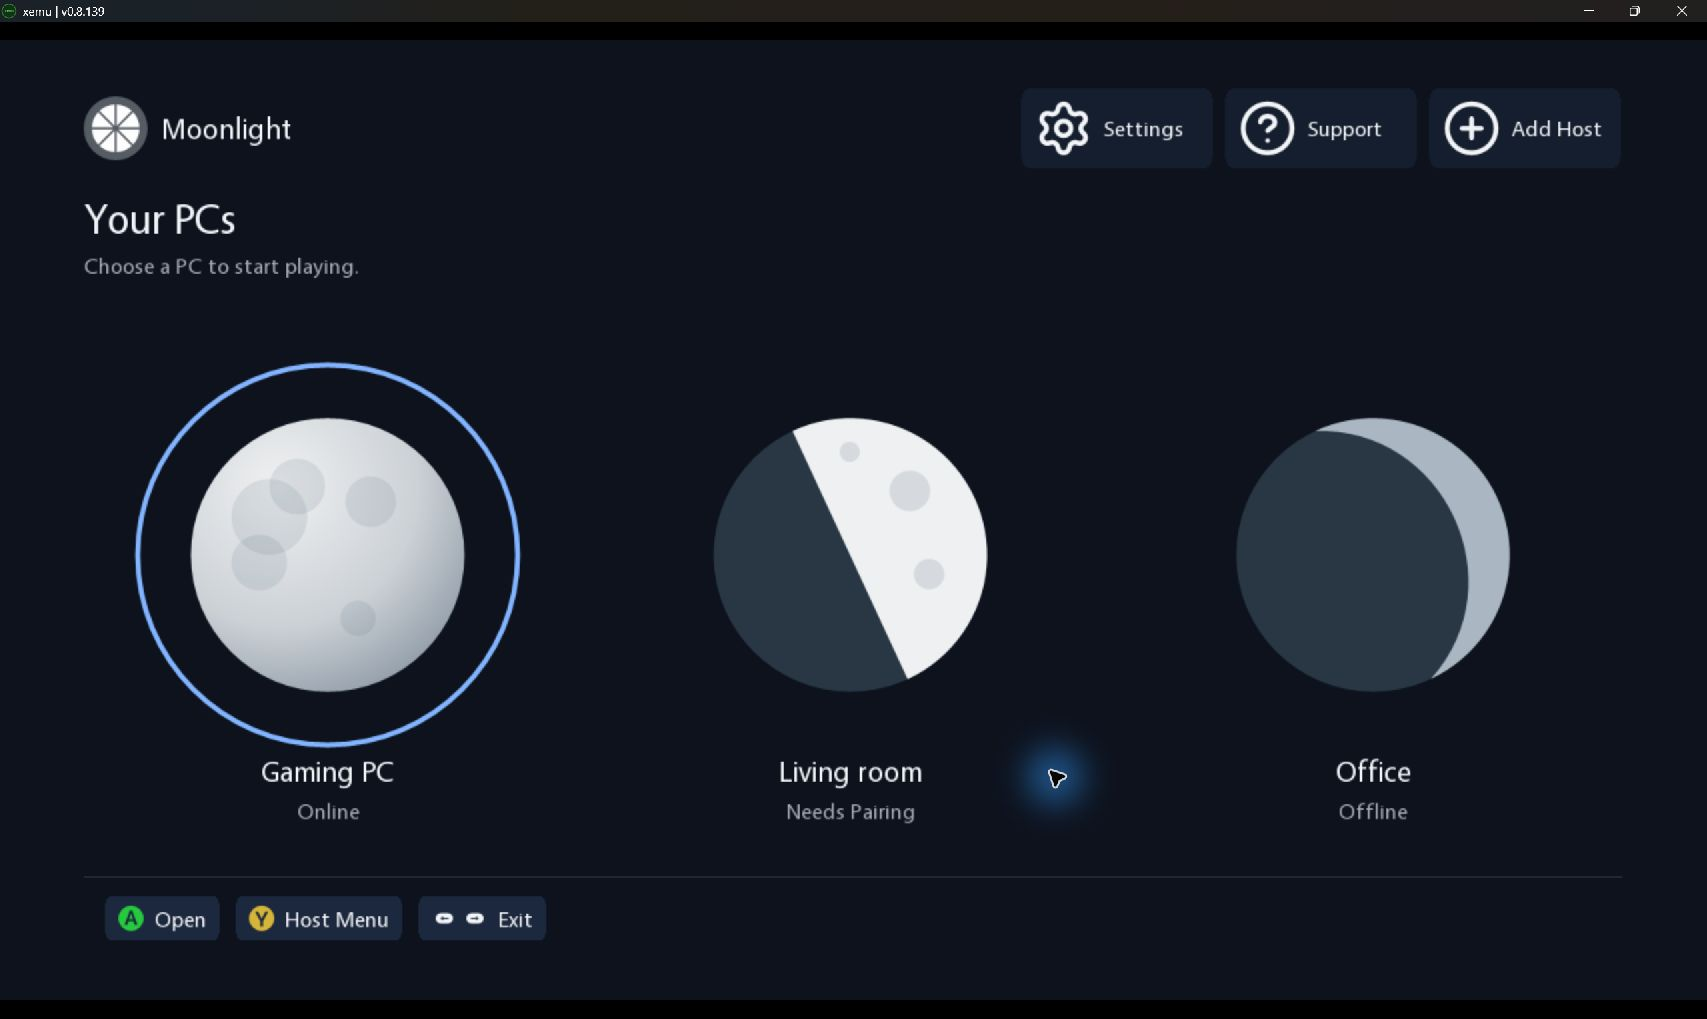 xemu | v0.8.139
Moonlight
Settings
Support
Add Host
Your PCs
Choose a PC to start playing.
Gaming PC
Online
Living room
Needs Pairing
Office
Offline
A Open
Y Host Menu
Exit